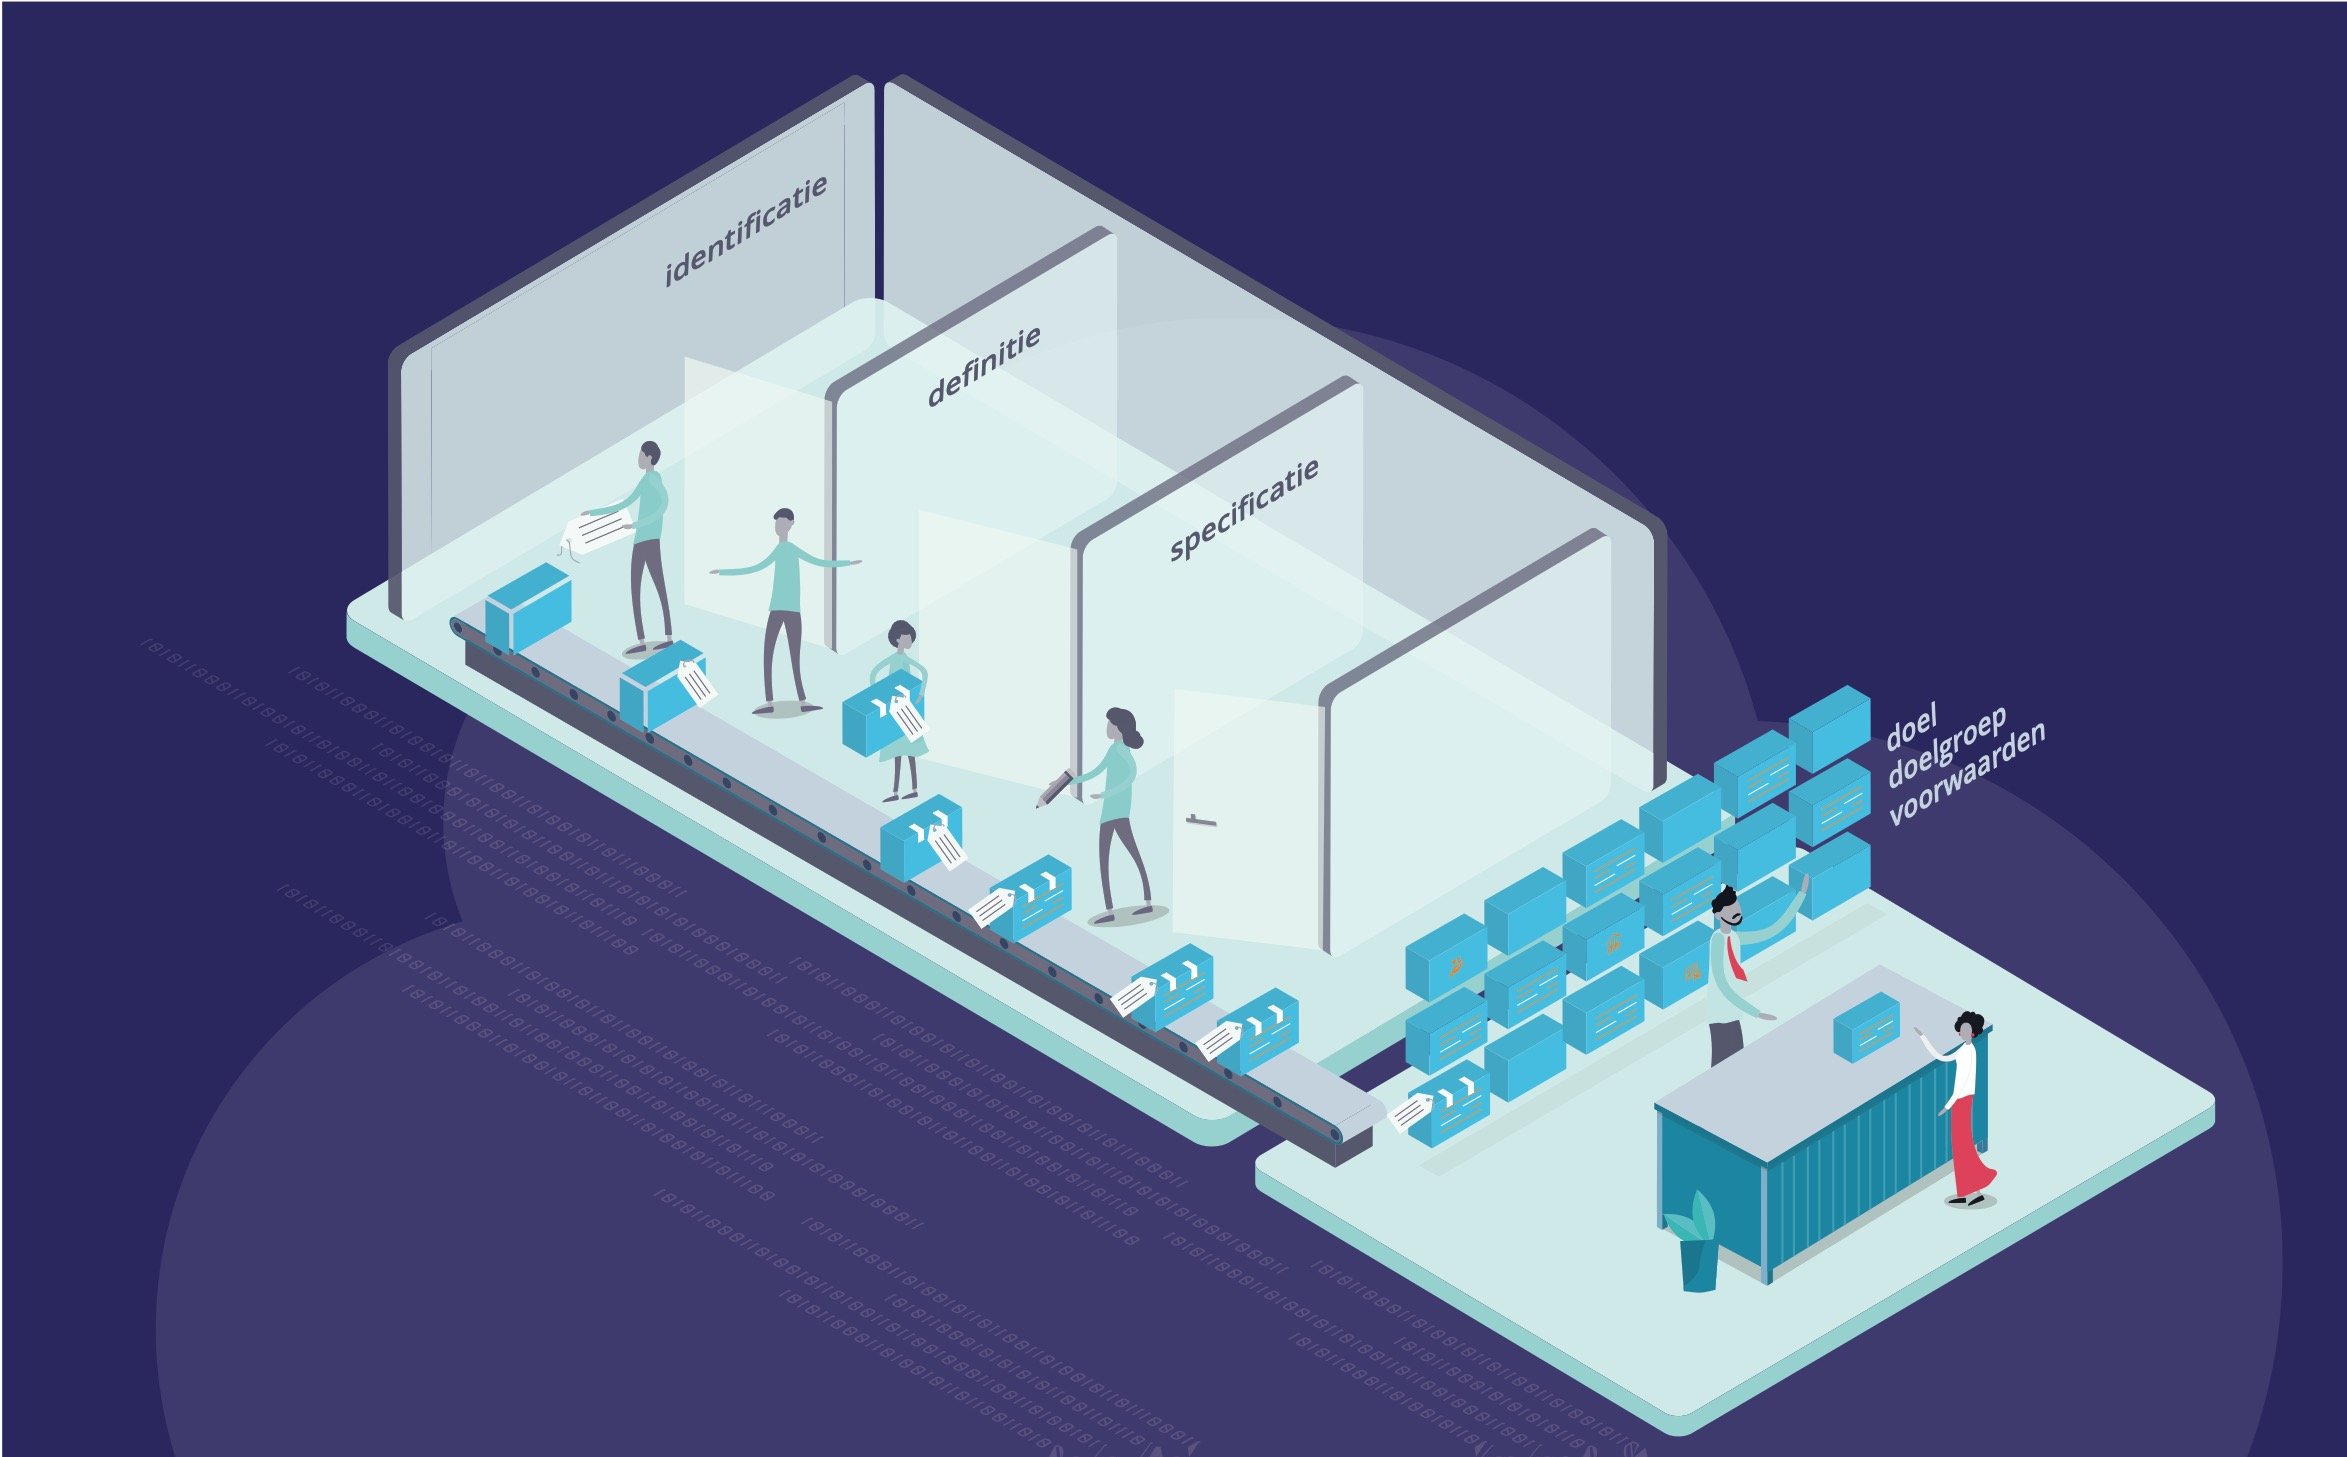 identificatie
definitie
specificatie
doel
doelgroep
voorwaarden